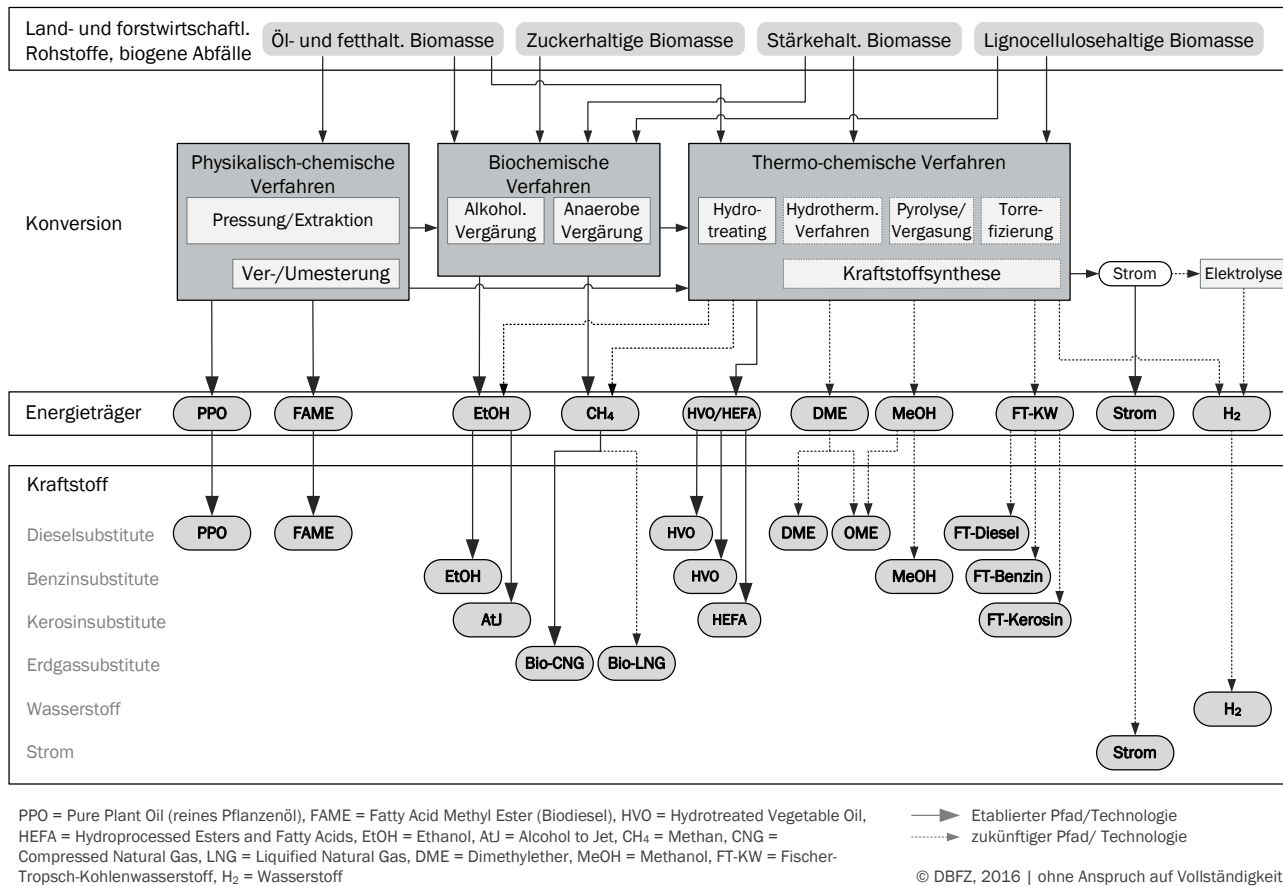 Land- und forstwirtschaftl.
Rohstoffe, biogene Abfälle
Öl- und fetthalt. Biomasse
Zuckerhaltige Biomasse
Stärkehalt. Biomasse
Lignocellulosehaltige Biomasse
Konversion
Physikalisch-chemische
Verfahren
Pressung/Extraktion
Ver-/Umesterung
Biochemische
Verfahren
Alkohol.
Vergärung
Anaerobe
Vergärung
Thermo-chemische Verfahren
Hydro-
treating
Hydrotherm.
Verfahren
Pyrolyse/
Vergasung
Torre-
fizierung
Kraftstoffsynthese
Strom
Elektrolyse
Energieträger
PPO
FAME
EtOH
CH₄
HVO/HEFA
DME
MeOH
FT-KW
Strom
H₂
Kraftstoff
Dieselsubstitute
PPO
FAME
HVO
DME
OME
FT-Diesel
Benzinsubstitute
EtOH
HVO
MeOH
FT-Benzin
Kerosinsubstitute
AtJ
HEFA
FT-Kerosin
Erdgassubstitute
Bio-CNG
Bio-LNG
Wasserstoff
H₂
Strom
Strom
PPO = Pure Plant Oil (reines Pflanzenöl), FAME = Fatty Acid Methyl Ester (Biodiesel), HVO = Hydrotreated Vegetable Oil,
HEFA = Hydroprocessed Esters and Fatty Acids, EtOH = Ethanol, AtJ = Alcohol to Jet, CH₄ = Methan, CNG =
Compressed Natural Gas, LNG = Liquified Natural Gas, DME = Dimethylether, MeOH = Methanol, FT-KW = Fischer-
Tropsch-Kohlenwasserstoff, H₂ = Wasserstoff
Etablierter Pfad/Technologie
zukünftiger Pfad/ Technologie
© DBFZ, 2016 | ohne Anspruch auf Vollständigkeit